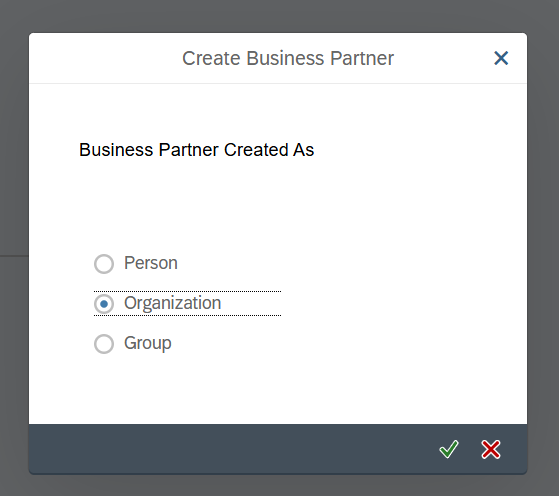 Create Business Partner
Business Partner Created As
Person
Organization
Group